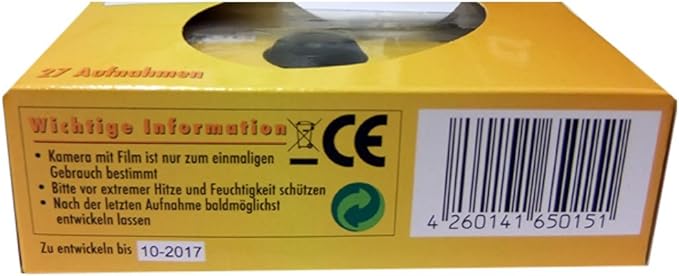 27 Aufnahmen
Wichtige Information
CE
• Kamera mit Film ist nur zum einmaligen
Gebrauch bestimmt
• Bitte vor extremer Hitze und Feuchtigkeit schützen
• Nach der letzten Aufnahme baldmöglichst
entwickeln lassen
Zu entwickeln bis 10-2017
4 260141 650151